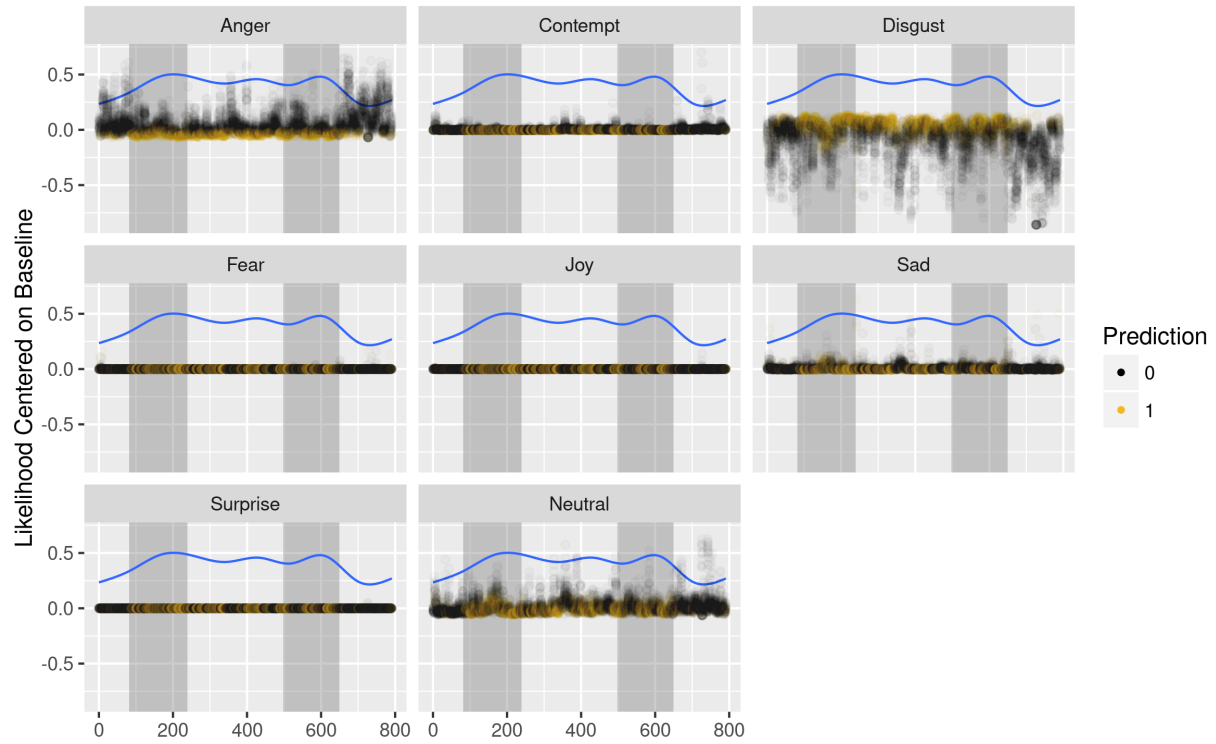 Anger
Contempt
Disgust
0.5
0.0
-0.5
Fear
Joy
Sad
0.5
0.0
-0.5
Surprise
Neutral
0.5
0.0
-0.5
0 200 400 600 800
0 200 400 600 800
Likelihood Centered on Baseline
Prediction
0
1